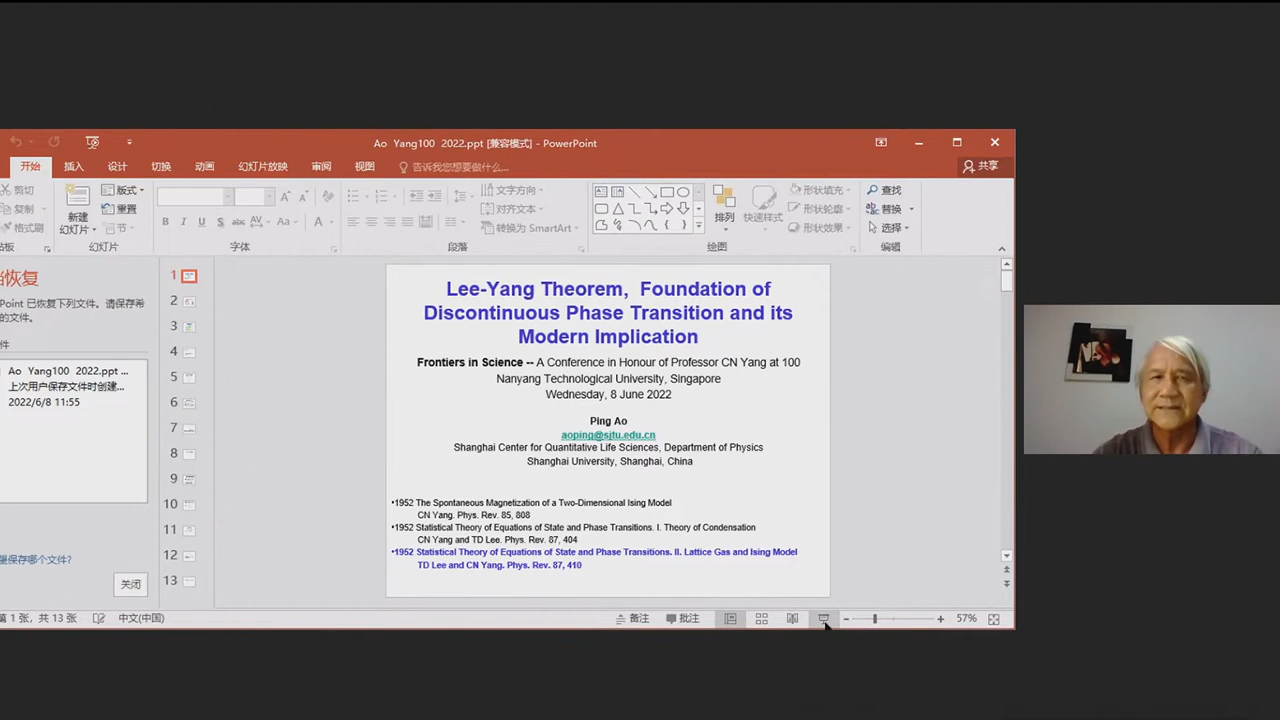 Ao Yang100 2022.ppt [兼容模式] - PowerPoint
开始 插入 设计 切换 动画 幻灯片放映 审阅 视图 告诉我您想要做什么... 共享
剪切
复制
格式刷
新建
幻灯片
版式
重置
节
幻灯片
B I U S abc AV Aa A
字体
段落
文字方向
对齐文本
转换为 SmartArt
排列
快速样式
形状填充
形状轮廓
形状效果
绘图
查找
替换
选择
编辑
恢复
Point 已恢复下列文件。请保存希
的文件。
件
Ao Yang100 2022.ppt ...
上次用户保存文件时创建...
2022/6/8 11:55
保存哪个文件?
关闭
1
2
3
4
5
6
7
8
9
10
11
12
13
Lee-Yang Theorem, Foundation of
Discontinuous Phase Transition and its
Modern Implication
Frontiers in Science -- A Conference in Honour of Professor CN Yang at 100
Nanyang Technological University, Singapore
Wednesday, 8 June 2022
Ping Ao
aoping@sjtu.edu.cn
Shanghai Center for Quantitative Life Sciences, Department of Physics
Shanghai University, Shanghai, China
•1952 The Spontaneous Magnetization of a Two-Dimensional Ising Model
CN Yang. Phys. Rev. 85, 808
•1952 Statistical Theory of Equations of State and Phase Transitions. I. Theory of Condensation
CN Yang and TD Lee. Phys. Rev. 87, 404
•1952 Statistical Theory of Equations of State and Phase Transitions. II. Lattice Gas and Ising Model
TD Lee and CN Yang. Phys. Rev. 87, 410
第 1 张，共 13 张 中文(中国) 备注 批注 57%